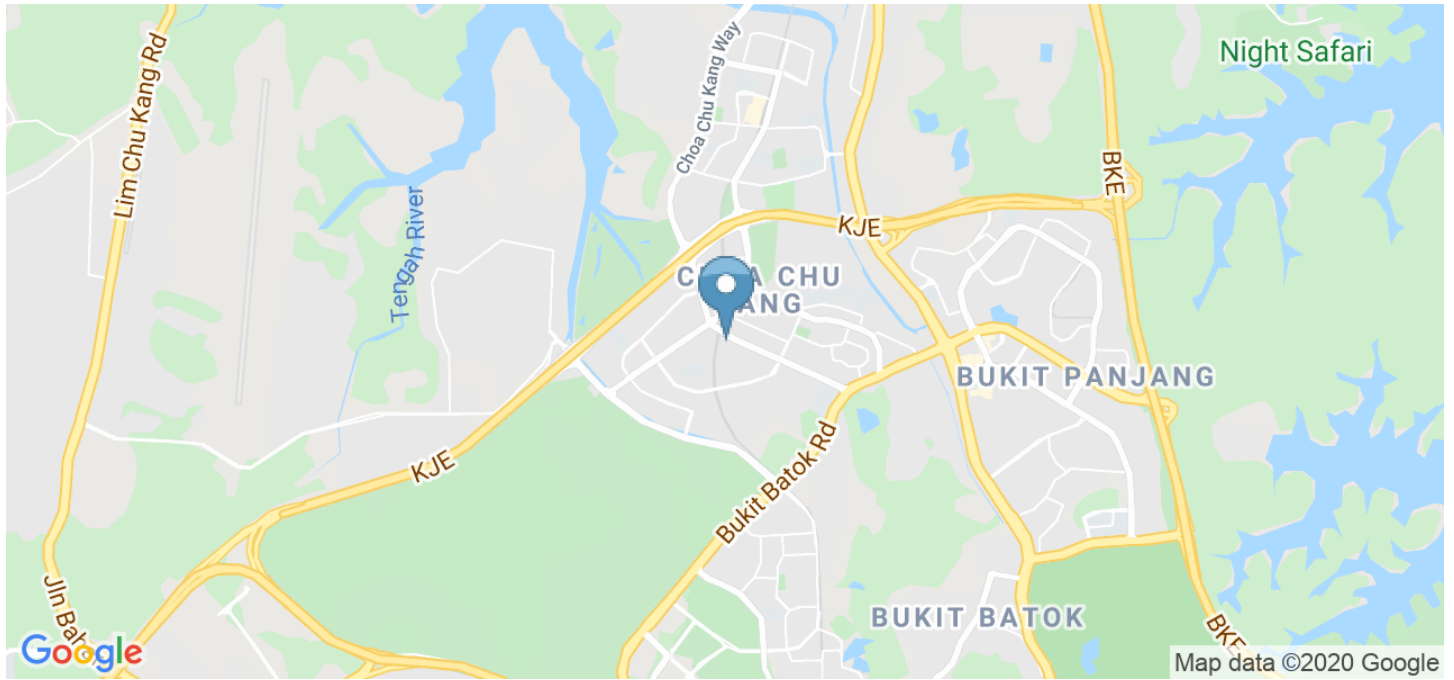 Night Safari
Choa Chu Kang Way
Lim Chu Kang Rd
BKE
Tengah River
KJE
CHOA CHU
KANG
BUKIT PANJANG
KJE
Bukit Batok Rd
Jln Bah
BUKIT BATOK
BKE
Google
Map data ©2020 Google